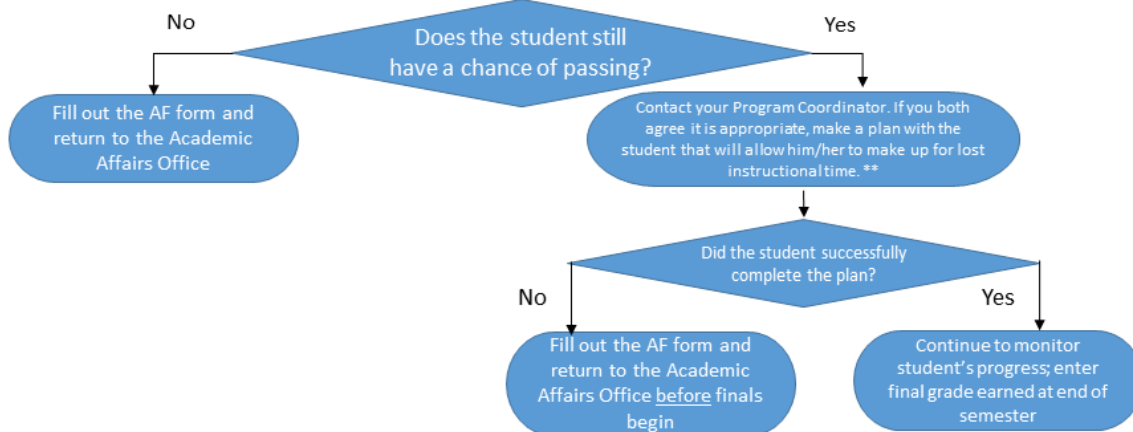 No
Does the student still
have a chance of passing?
Yes
Fill out the AF form and
return to the Academic
Affairs Office
Contact your Program Coordinator. If you both
agree it is appropriate, make a plan with the
student that will allow him/her to make up for lost
instructional time. **
Did the student successfully
complete the plan?
No
Yes
Fill out the AF form and
return to the Academic
Affairs Office before finals
begin
Continue to monitor
student’s progress; enter
final grade earned at end of
semester